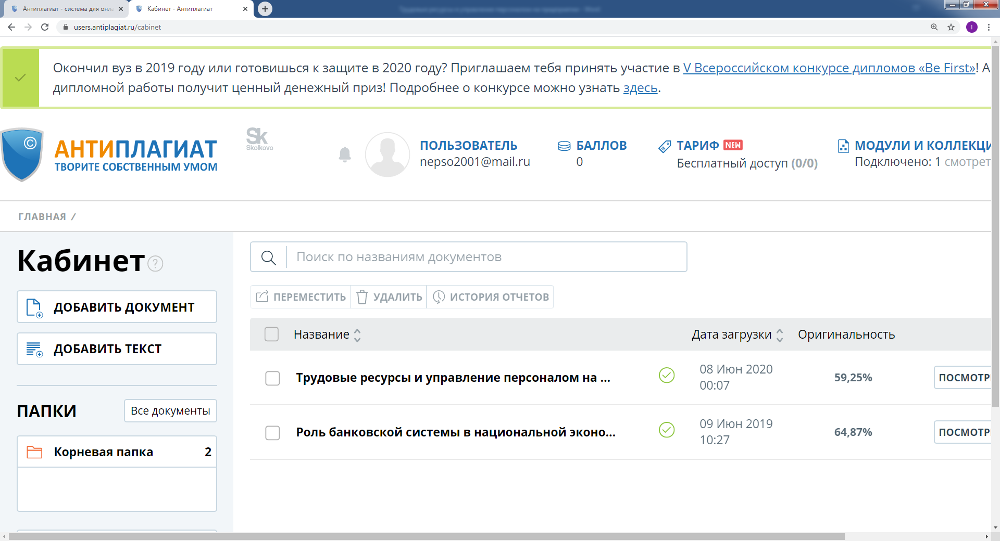 Антиплагиат - система для онла
Кабинет - Антиплагиат
users.antiplagiat.ru/cabinet
I
Окончил вуз в 2019 году или готовишься к защите в 2020 году? Приглашаем тебя принять участие в V Всероссийском конкурсе дипломов «Be First»! А
дипломной работы получит ценный денежный приз! Подробнее о конкурсе можно узнать здесь.
©
АНТИПЛАГИАТ
ТВОРИТЕ СОБСТВЕННЫМ УМОМ
Sk
Skolkovo
ПОЛЬЗОВАТЕЛЬ
nepso2001@mail.ru
БАЛЛОВ
0
ТАРИФ NEW
Бесплатный доступ (0/0)
МОДУЛИ И КОЛЛЕКЦИ
Подключено: 1 смотрет
ГЛАВНАЯ /
Кабинет ?
ДОБАВИТЬ ДОКУМЕНТ
ДОБАВИТЬ ТЕКСТ
ПАПКИ
Все документы
Корневая папка 2
Поиск по названиям документов
ПЕРЕМЕСТИТЬ УДАЛИТЬ ИСТОРИЯ ОТЧЕТОВ
Название Дата загрузки Оригинальность
Трудовые ресурсы и управление персоналом на ...
08 Июн 2020
00:07
59,25%
ПОСМОТР
Роль банковской системы в национальной эконо...
09 Июн 2019
10:27
64,87%
ПОСМОТР